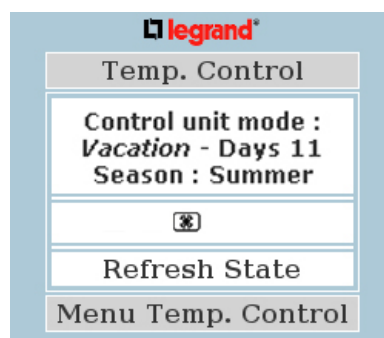 legrand®
Temp. Control
Control unit mode :
Vacation - Days 11
Season : Summer
Refresh State
Menu Temp. Control